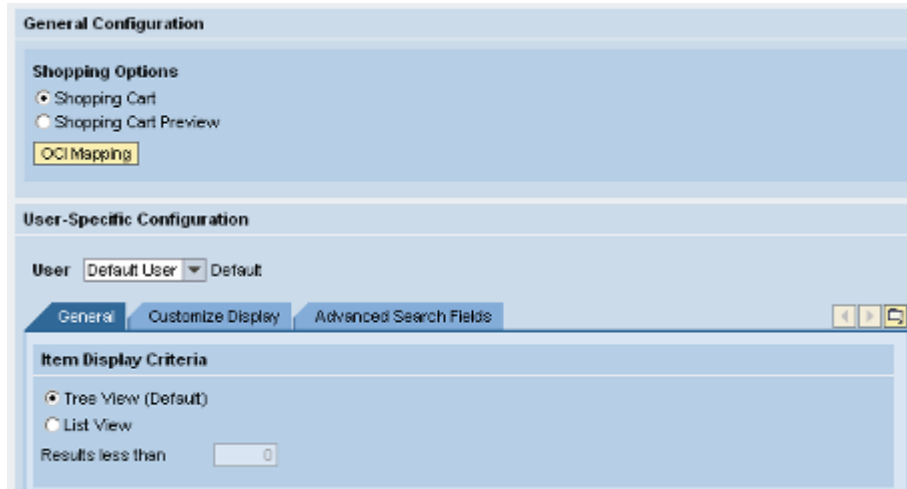 General Configuration
Shopping Options
Shopping Cart
Shopping Cart Preview
OCI Mapping
User-Specific Configuration
User Default User Default
General Customize Display Advanced Search Fields
Item Display Criteria
Tree View (Default)
List View
Results less than 0